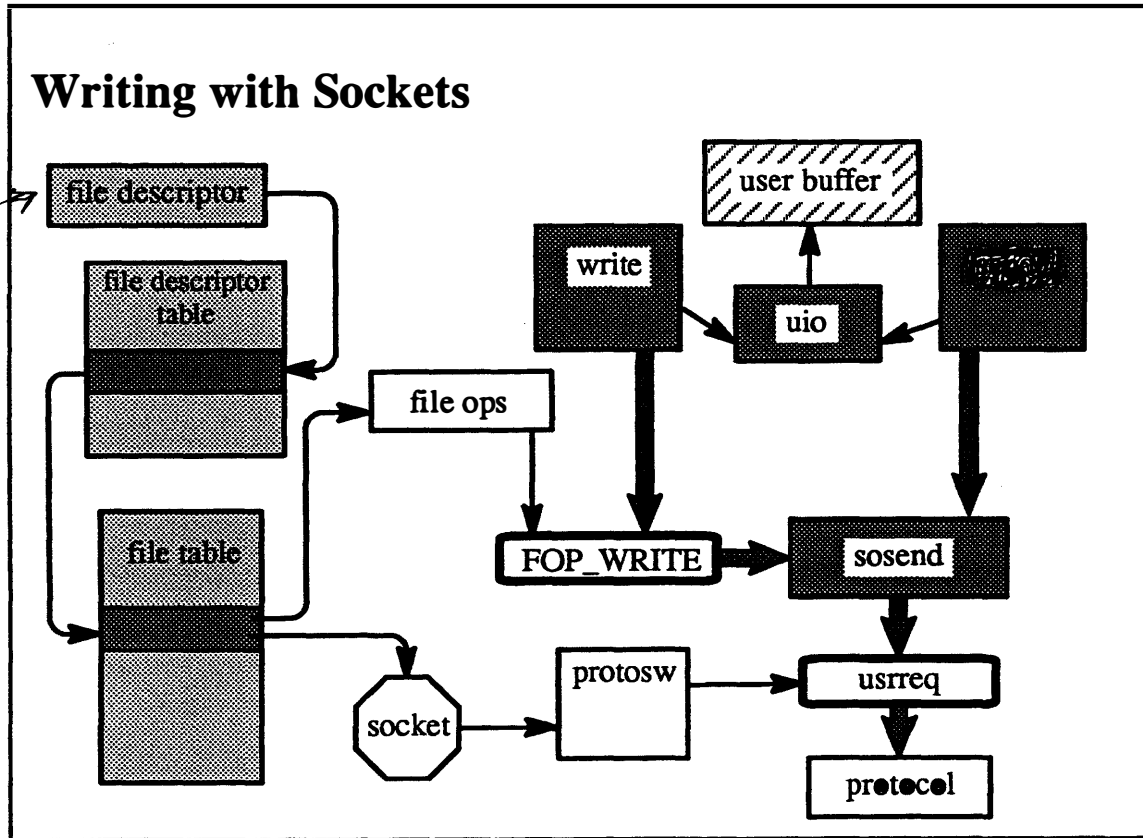 Writing with Sockets
file descriptor
user buffer
file descriptor
table
write
uio
file ops
file table
FOP_WRITE
sosend
protosw
usrreq
socket
protocol